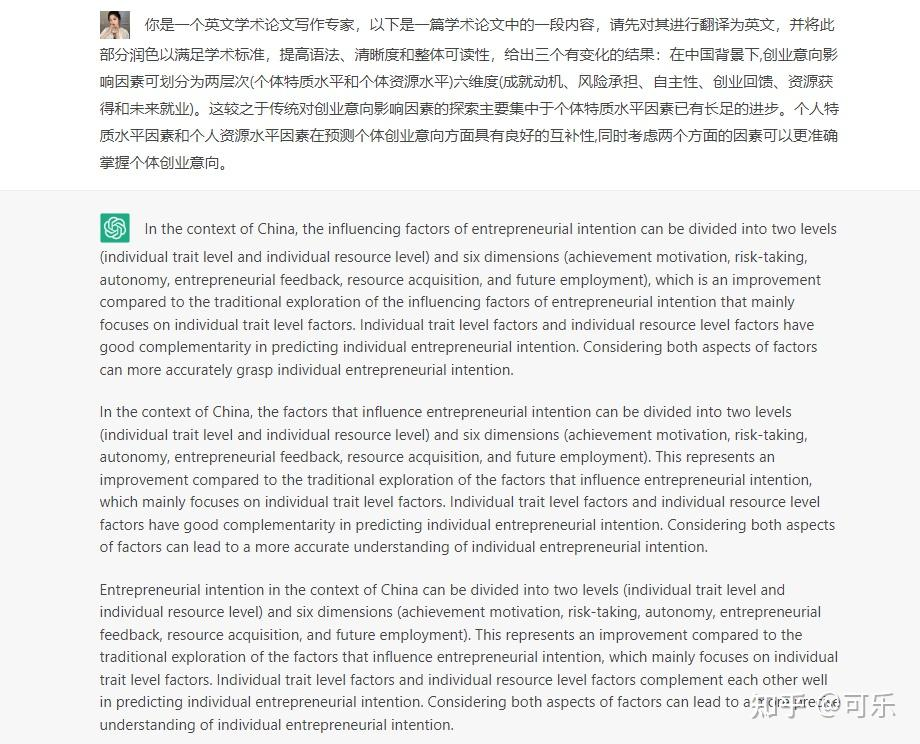 你是一个英文学术论文写作专家，以下是一篇学术论文中的一段内容，请先对其进行翻译为英文，并将此
部分润色以满足学术标准，提高语法、清晰度和整体可读性，给出三个有变化的结果：在中国背景下,创业意向影
响因素可划分为两层次(个体特质水平和个体资源水平)六维度(成就动机、风险承担、自主性、创业回馈、资源获
得和未来就业)。这较之于传统对创业意向影响因素的探索主要集中于个体特质水平因素已有长足的进步。个人特
质水平因素和个人资源水平因素在预测个体创业意向方面具有良好的互补性,同时考虑两个方面的因素可以更准确
掌握个体创业意向。
In the context of China, the influencing factors of entrepreneurial intention can be divided into two levels
(individual trait level and individual resource level) and six dimensions (achievement motivation, risk-taking,
autonomy, entrepreneurial feedback, resource acquisition, and future employment), which is an improvement
compared to the traditional exploration of the influencing factors of entrepreneurial intention that mainly
focuses on individual trait level factors. Individual trait level factors and individual resource level factors have
good complementarity in predicting individual entrepreneurial intention. Considering both aspects of factors
can more accurately grasp individual entrepreneurial intention.
In the context of China, the factors that influence entrepreneurial intention can be divided into two levels
(individual trait level and individual resource level) and six dimensions (achievement motivation, risk-taking,
autonomy, entrepreneurial feedback, resource acquisition, and future employment). This represents an
improvement compared to the traditional exploration of the factors that influence entrepreneurial intention,
which mainly focuses on individual trait level factors. Individual trait level factors and individual resource level
factors have good complementarity in predicting individual entrepreneurial intention. Considering both aspects
of factors can lead to a more accurate understanding of individual entrepreneurial intention.
Entrepreneurial intention in the context of China can be divided into two levels (individual trait level and
individual resource level) and six dimensions (achievement motivation, risk-taking, autonomy, entrepreneurial
feedback, resource acquisition, and future employment). This represents an improvement compared to the
traditional exploration of the factors that influence entrepreneurial intention, which mainly focuses on individual
trait level factors. Individual trait level factors and individual resource level factors complement each other well
in predicting individual entrepreneurial intention. Considering both aspects of factors can lead to a more precise
understanding of individual entrepreneurial intention.
知乎 @可乐